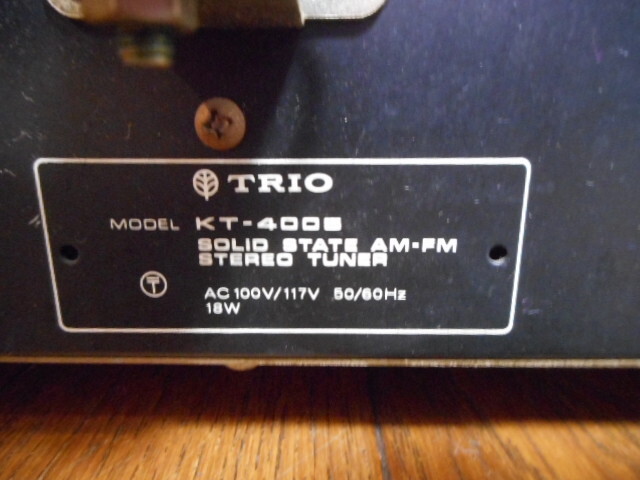 TRIO
MODEL KT-4005
SOLID STATE AM-FM
STEREO TUNER
AC 100V/117V 50/60Hz
18W